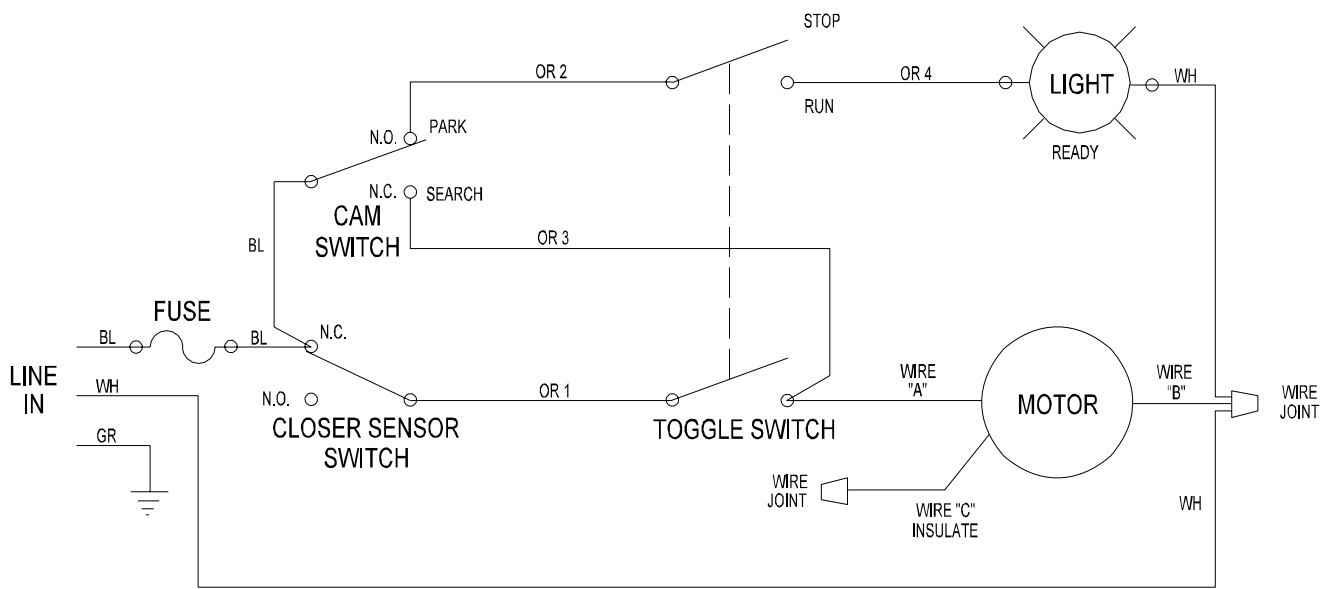 STOP
OR 2
OR 4
LIGHT
WH
RUN
N.O.
PARK
READY
N.C.
SEARCH
CAM
SWITCH
BL
OR 3
FUSE
BL
BL
N.C.
LINE
IN
WH
N.O.
OR 1
CLOSER SENSOR
SWITCH
TOGGLE SWITCH
WIRE
"A"
MOTOR
WIRE
"B"
WIRE
JOINT
GR
WIRE
JOINT
WIRE "C"
INSULATE
WH